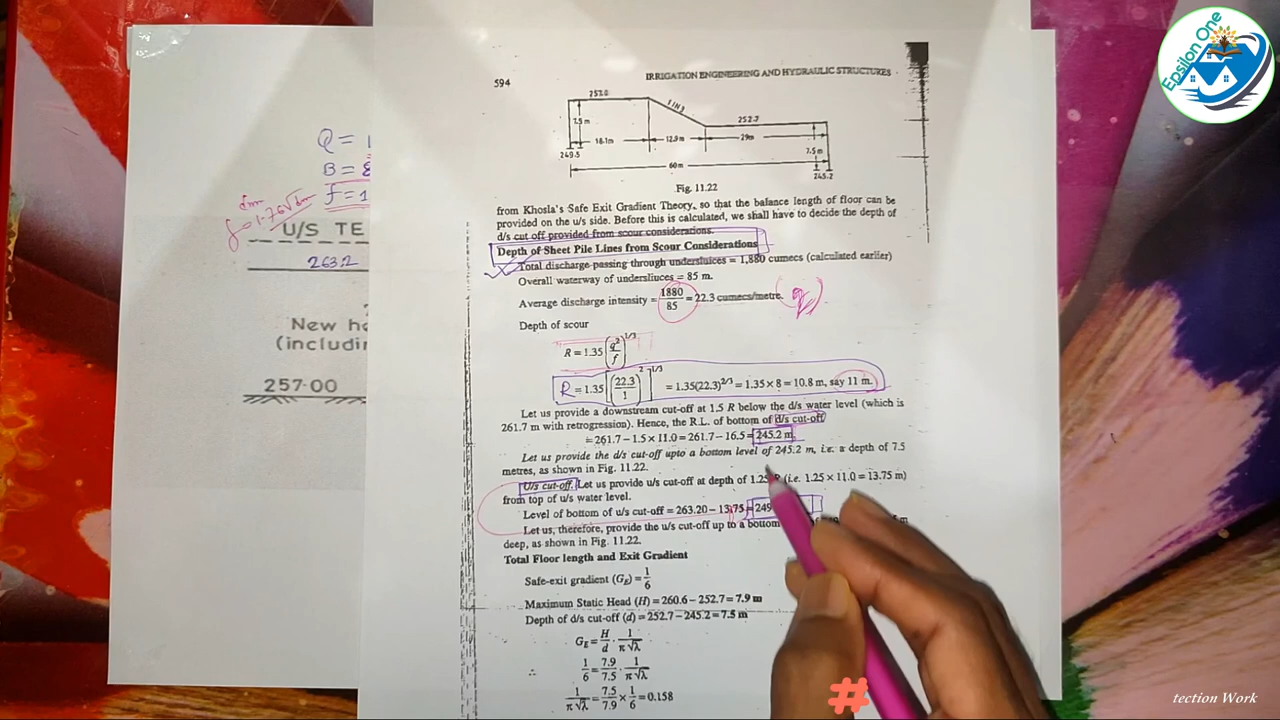 Epsilon One
594
IRRIGATION ENGINEERING AND HYDRAULIC STRUCTURES
257.0
1 IN 3
252.7
7.5m
18.1m
12.9m
29m
7.5m
249.5
60m
245.2
Fig. 11.22
from Khosla's Safe Exit Gradient Theory, so that the balance length of floor can be
provided on the u/s side. Before this is calculated, we shall have to decide the depth of
d/s cut off provided from scour considerations.
Depth of Sheet Pile Lines from Scour Considerations
Total discharge passing through undersluices = 1,880 cumecs (calculated earlier)
Overall waterway of undersliuces = 85 m.
Average discharge intensity = 1880/85 = 22.3 cumecs/metre. (q)
Depth of scour
R = 1.35 (q²/f)^1/3
R = 1.35 [(22.3/1)^2]^1/3 = 1.35(22.3)^2/3 = 1.35 × 8 = 10.8 m, say 11 m.
Let us provide a downstream cut-off at 1.5 R below the d/s water level (which is
261.7 m with retrogression). Hence, the R.L. of bottom of d/s cut-off
= 261.7 – 1.5 × 11.0 = 261.7 – 16.5 = 245.2 m.
Let us provide the d/s cut-off upto a bottom level of 245.2 m, i.e. a depth of 7.5
metres, as shown in Fig. 11.22.
U/s cut-off. Let us provide u/s cut-off at depth of 1.25 R (i.e. 1.25 × 11.0 = 13.75 m)
from top of u/s water level.
Level of bottom of u/s cut-off = 263.20 – 13.75 =
Let us, therefore, provide the u/s cut-off up to a bottom
deep, as shown in Fig. 11.22.
Total Floor length and Exit Gradient
Safe-exit gradient (G_E) = 1/6
Maximum Static Head (H) = 260.6 – 252.7 = 7.9 m
Depth of d/s cut-off (d) = 252.7 – 245.2 = 7.5 m
G_E = H/d · 1/π√λ
∴ 1/6 = 7.9/7.5 · 1/π√λ
1/π√λ = 7.5/7.9 × 1/6 = 0.158
Q =
B =
f = 1
f = 1.76√dmm
U/S TE
263.2
New h
(includi
257·00
#
tection Work